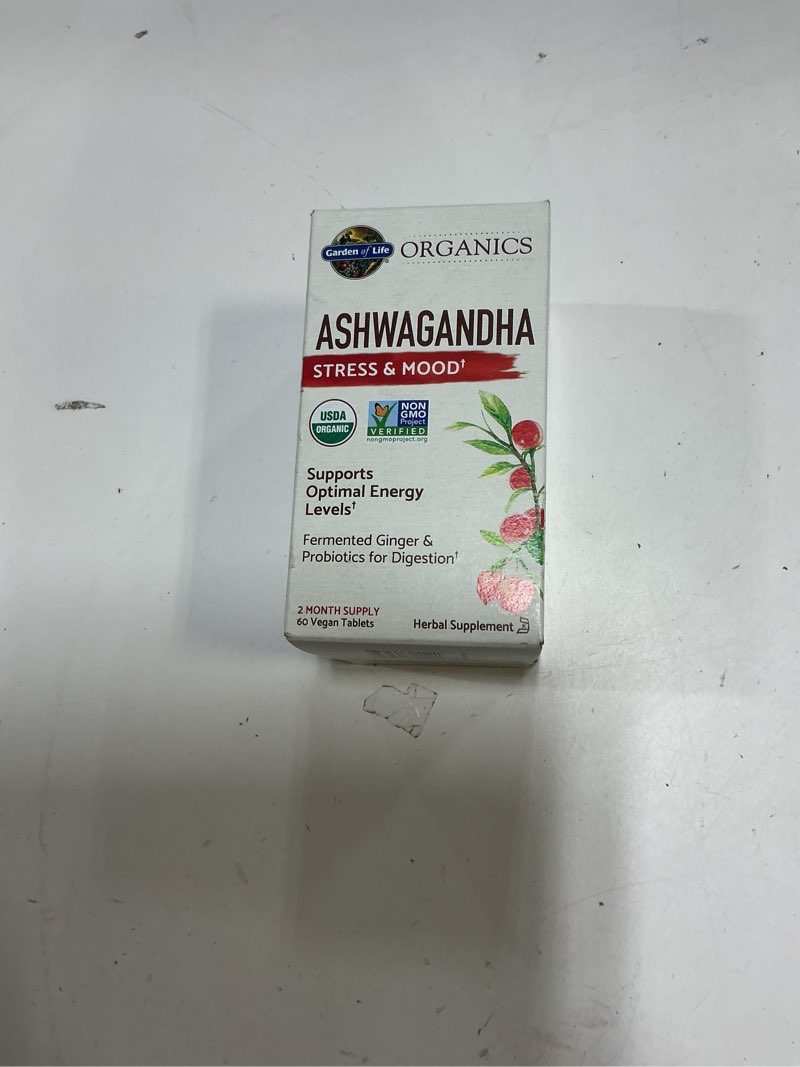 Garden of Life®
ORGANICS
ASHWAGANDHA
STRESS & MOOD†
USDA
ORGANIC
NON
GMO
Project
VERIFIED
nongmoproject.org
Supports
Optimal Energy
Levels†
Fermented Ginger &
Probiotics for Digestion†
2 MONTH SUPPLY
60 Vegan Tablets
Herbal Supplement